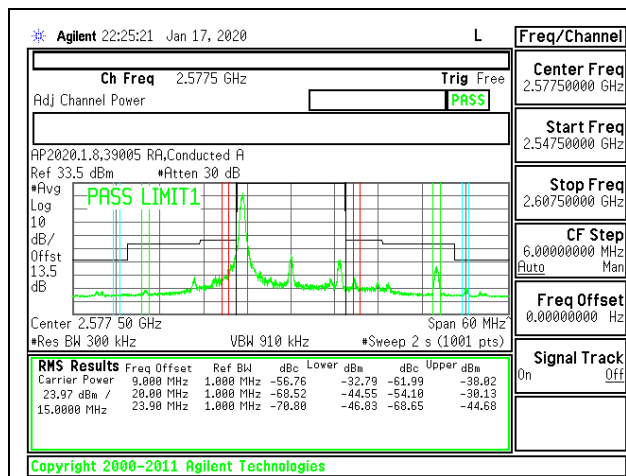 Agilent 22:25:21 Jan 17, 2020 L
Freq/Channel
Ch Freq 2.5775 GHz Trig Free
Adj Channel Power PASS
AP2020.1.8,39005 RA,Conducted A
Ref 33.5 dBm #Atten 30 dB
#Avg
Log
10
dB/
Offst
13.5
dB
PASS LIMIT1
Center 2.577 50 GHz Span 60 MHz^
#Res BW 300 kHz VBW 910 kHz #Sweep 2 s (1001 pts)
RMS Results Freq Offset Ref BW dBc Lower dBm dBc Upper dBm
Carrier Power 9.000 MHz 1.000 MHz -56.76 -32.79 -61.99 -38.02
23.97 dBm / 20.00 MHz 1.000 MHz -68.52 -44.55 -54.10 -30.13
15.0000 MHz 23.90 MHz 1.000 MHz -70.80 -46.83 -68.65 -44.68
Copyright 2000-2011 Agilent Technologies
Center Freq
2.57750000 GHz
Start Freq
2.54750000 GHz
Stop Freq
2.60750000 GHz
CF Step
6.00000000 MHz
Auto Man
Freq Offset
0.00000000 Hz
Signal Track
On Off